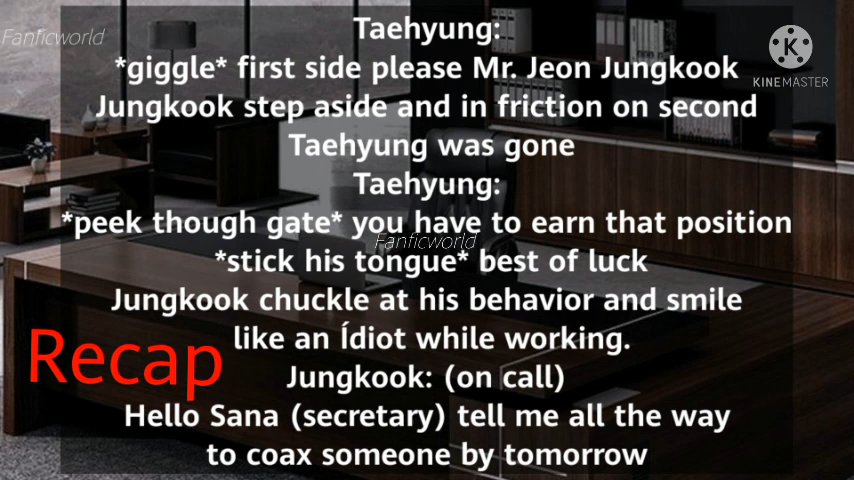 Fanficworld
KINEMASTER
Taehyung:
*giggle* first side please Mr. Jeon Jungkook
Jungkook step aside and in friction on second
Taehyung was gone
Taehyung:
*peek though gate* you have to earn that position
Fanficworld
*stick his tongue* best of luck
Jungkook chuckle at his behavior and smile
like an Ídiot while working.
Recap
Jungkook: (on call)
Hello Sana (secretary) tell me all the way
to coax someone by tomorrow